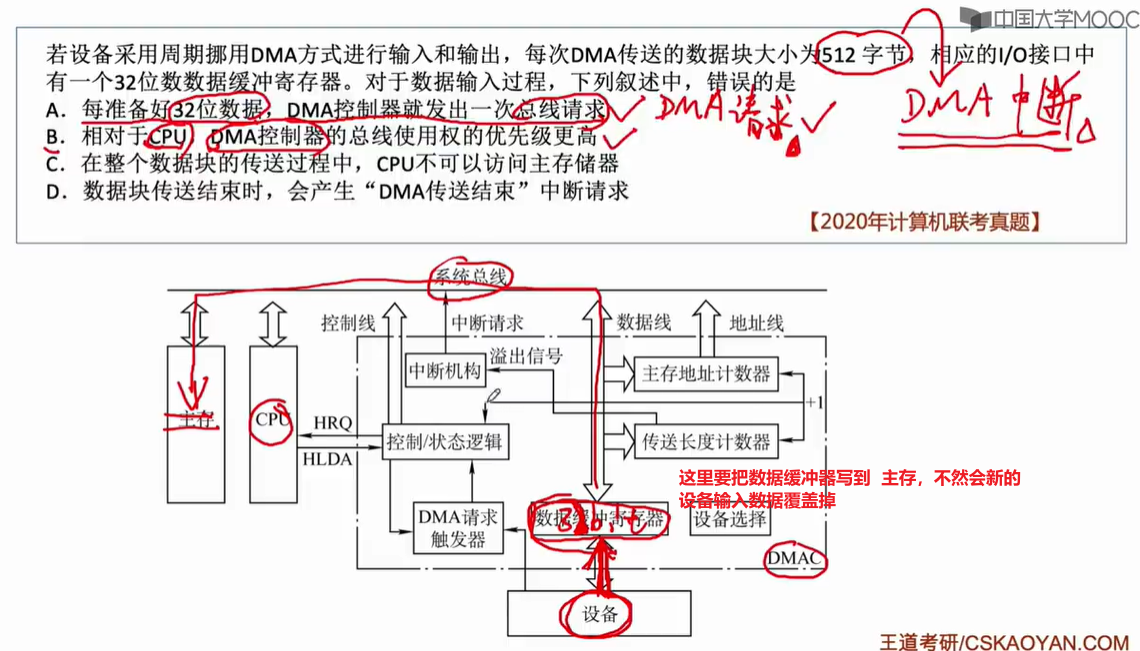 中国大学MOOC
若设备采用周期挪用DMA方式进行输入和输出，每次DMA传送的数据块大小为512 字节，相应的I/O接口中
有一个32位数数据缓冲寄存器。对于数据输入过程，下列叙述中，错误的是
A．每准备好32位数据，DMA控制器就发出一次总线请求
DMA请求
DMA中断
B．相对于CPU，DMA控制器的总线使用权的优先级更高
C．在整个数据块的传送过程中，CPU不可以访问主存储器
D．数据块传送结束时，会产生“DMA传送结束”中断请求
【2020年计算机联考真题】
系统总线
控制线
中断请求
数据线
地址线
中断机构
溢出信号
主存地址计数器
+1
主存
CPU
HRQ
HLDA
控制/状态逻辑
传送长度计数器
这里要把数据缓冲器写到 主存，不然会新的
设备输入数据覆盖掉
DMA请求
触发器
数据缓冲寄存器
32bit
设备选择
DMAC
设备
王道考研/CSKAOYAN.COM